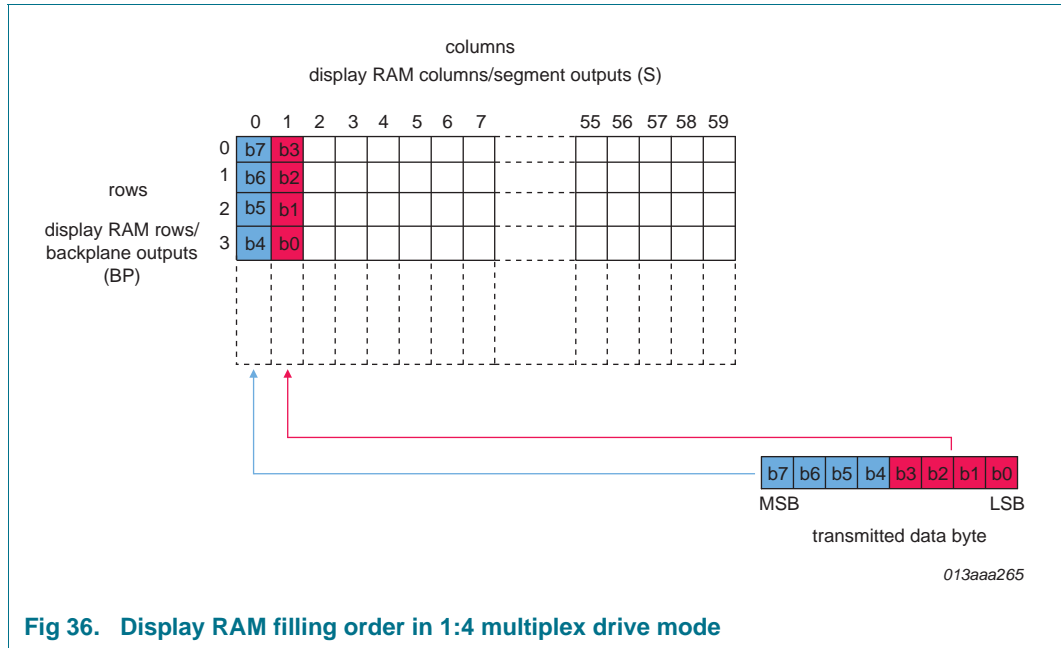 columns
display RAM columns/segment outputs (S)
0 1 2 3 4 5 6 7 55 56 57 58 59
0 b7 b3
1 b6 b2
rows
2 b5 b1
display RAM rows/
3 b4 b0
backplane outputs
(BP)
b7 b6 b5 b4 b3 b2 b1 b0
MSB LSB
transmitted data byte
013aaa265
Fig 36. Display RAM filling order in 1:4 multiplex drive mode